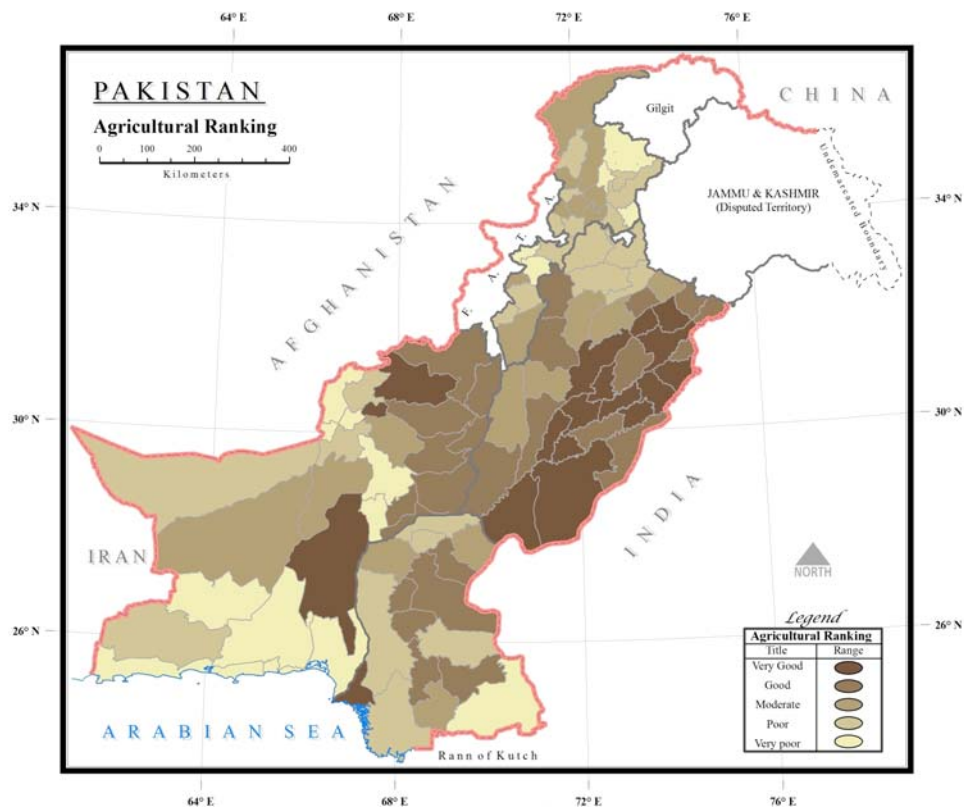 64° E
68° E
72° E
76° E
PAKISTAN
Agricultural Ranking
0 100 200 300 400
Kilometers
CHINA
Gilgit
Undemarcated Boundary
JAMMU & KASHMIR
(Disputed Territory)
34° N
34° N
AFGHANISTAN
F. A. T. A.
30° N
30° N
INDIA
IRAN
NORTH
26° N
26° N
Legend
Agricultural Ranking
Title Range
Very Good
Good
Moderate
Poor
Very poor
ARABIAN SEA
Rann of Kutch
64° E
68° E
72° E
76° E